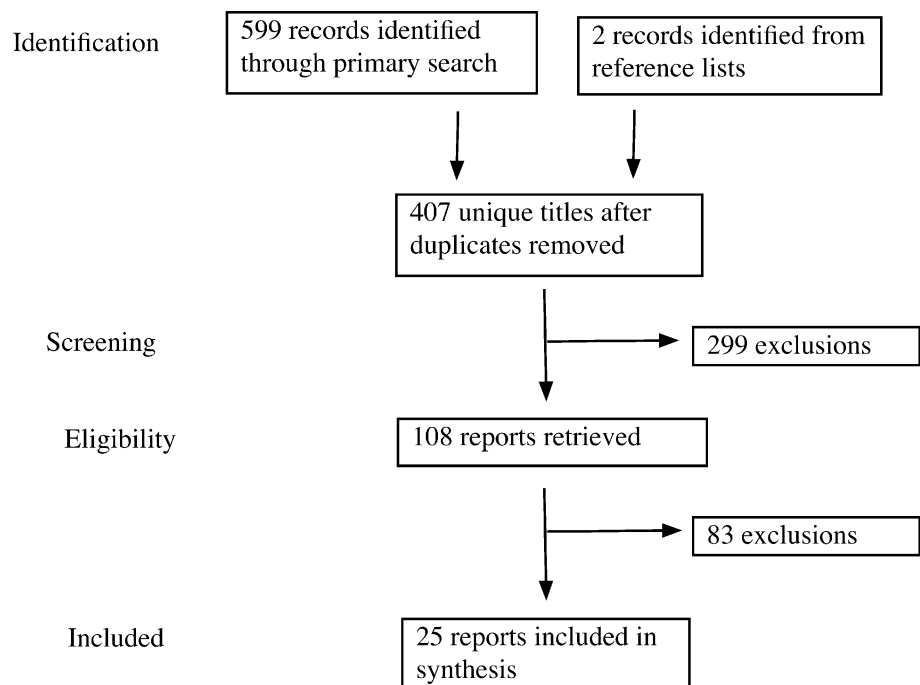 Identification
599 records identified
through primary search
2 records identified from
reference lists
407 unique titles after
duplicates removed
Screening
299 exclusions
Eligibility
108 reports retrieved
83 exclusions
Included
25 reports included in
synthesis